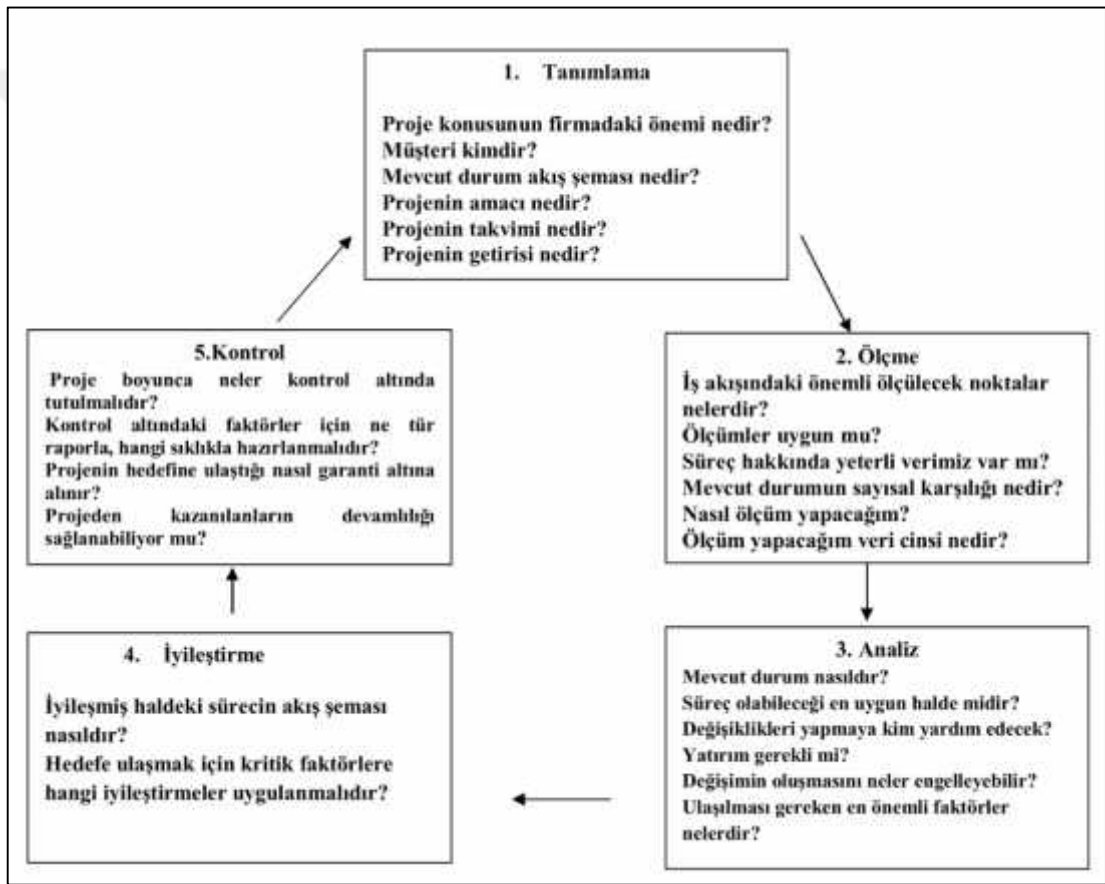 1. Tanımlama
Proje konusunun firmadaki önemi nedir?
Müşteri kimdir?
Mevcut durum akış şeması nedir?
Projenin amacı nedir?
Projenin takvimi nedir?
Projenin getirisi nedir?
2. Ölçme
İş akışındaki önemli ölçülecek noktalar
nelerdir?
Ölçümler uygun mu?
Süreç hakkında yeterli verimiz var mı?
Mevcut durumun sayısal karşılığı nedir?
Nasıl ölçüm yapacağım?
Ölçüm yapacağım veri cinsi nedir?
3. Analiz
Mevcut durum nasıldır?
Süreç olabileceği en uygun halde midir?
Değişiklikleri yapmaya kim yardım edecek?
Yatırım gerekli mi?
Değişimin oluşmasını neler engelleyebilir?
Ulaşılması gereken en önemli faktörler
nelerdir?
4. İyileştirme
İyileşmiş haldeki sürecin akış şeması
nasıldır?
Hedefe ulaşmak için kritik faktörlere
hangi iyileştirmeler uygulanmalıdır?
5.Kontrol
Proje boyunca neler kontrol altında
tutulmalıdır?
Kontrol altındaki faktörler için ne tür
raporla, hangi sıklıkla hazırlanmalıdır?
Projenin hedefine ulaştığı nasıl garanti altına
alınır?
Projeden kazanılanların devamlılığı
sağlanabiliyor mu?